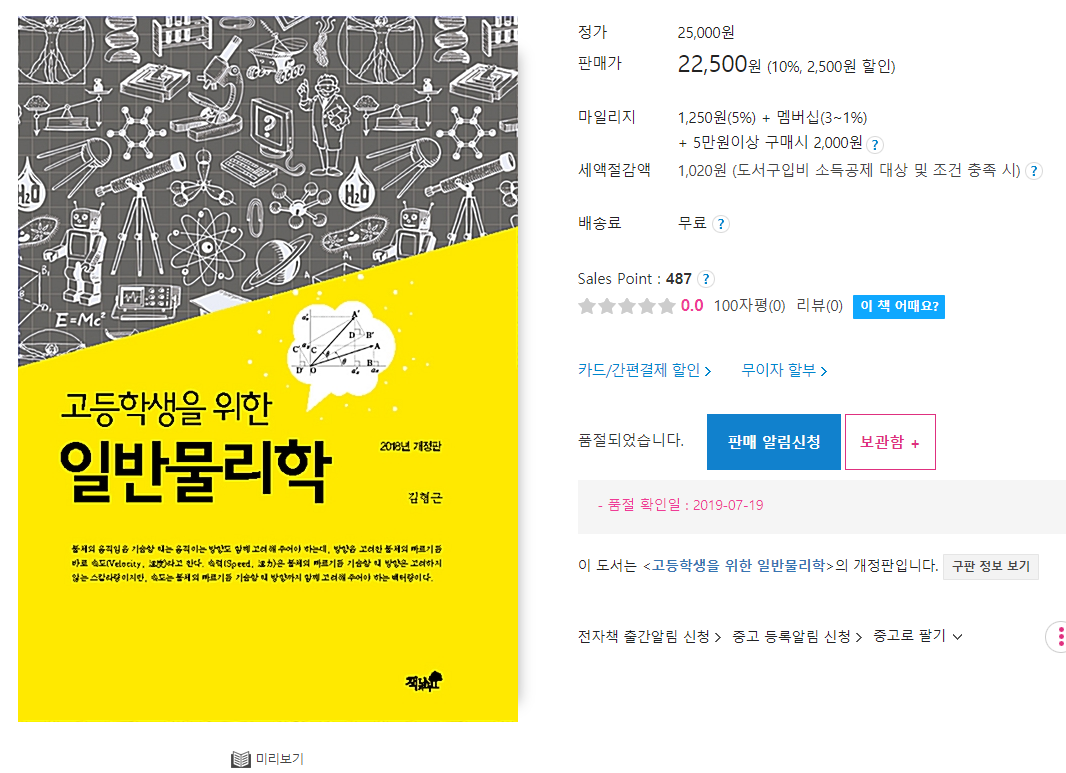 정가 25,000원
판매가 22,500원 (10%, 2,500원 할인)
마일리지 1,250원(5%) + 멤버십(3~1%)
+ 5만원이상 구매시 2,000원 ?
세액절감액 1,020원 (도서구입비 소득공제 대상 및 조건 충족 시) ?
배송료 무료 ?
Sales Point : 487 ?
0.0 100자평(0) 리뷰(0) 이 책 어때요?
카드/간편결제 할인 > 무이자 할부 >
품절되었습니다. 판매 알림신청 보관함 +
- 품절 확인일 : 2019-07-19
이 도서는 <고등학생을 위한 일반물리학>의 개정판입니다. 구판 정보 보기
전자책 출간알림 신청 > 중고 등록알림 신청 > 중고로 팔기
?
H₂O
H₂O
E=Mc²
고등학생을 위한
2018년 개정판
일반물리학
김형근
물체의 움직임을 기술할 때는 움직이는 방향도 함께 고려해 주어야 하는데, 방향을 고려한 물체의 빠르기를
바로 속도(Velocity, 速度)라고 한다. 속력(Speed, 速力)은 물체의 빠르기를 기술할 때 방향은 고려하지
않는 스칼라량이지만, 속도는 물체의 빠르기를 기술할 때 방향까지 함께 고려해 주어야 하는 벡터량이다.
미리보기